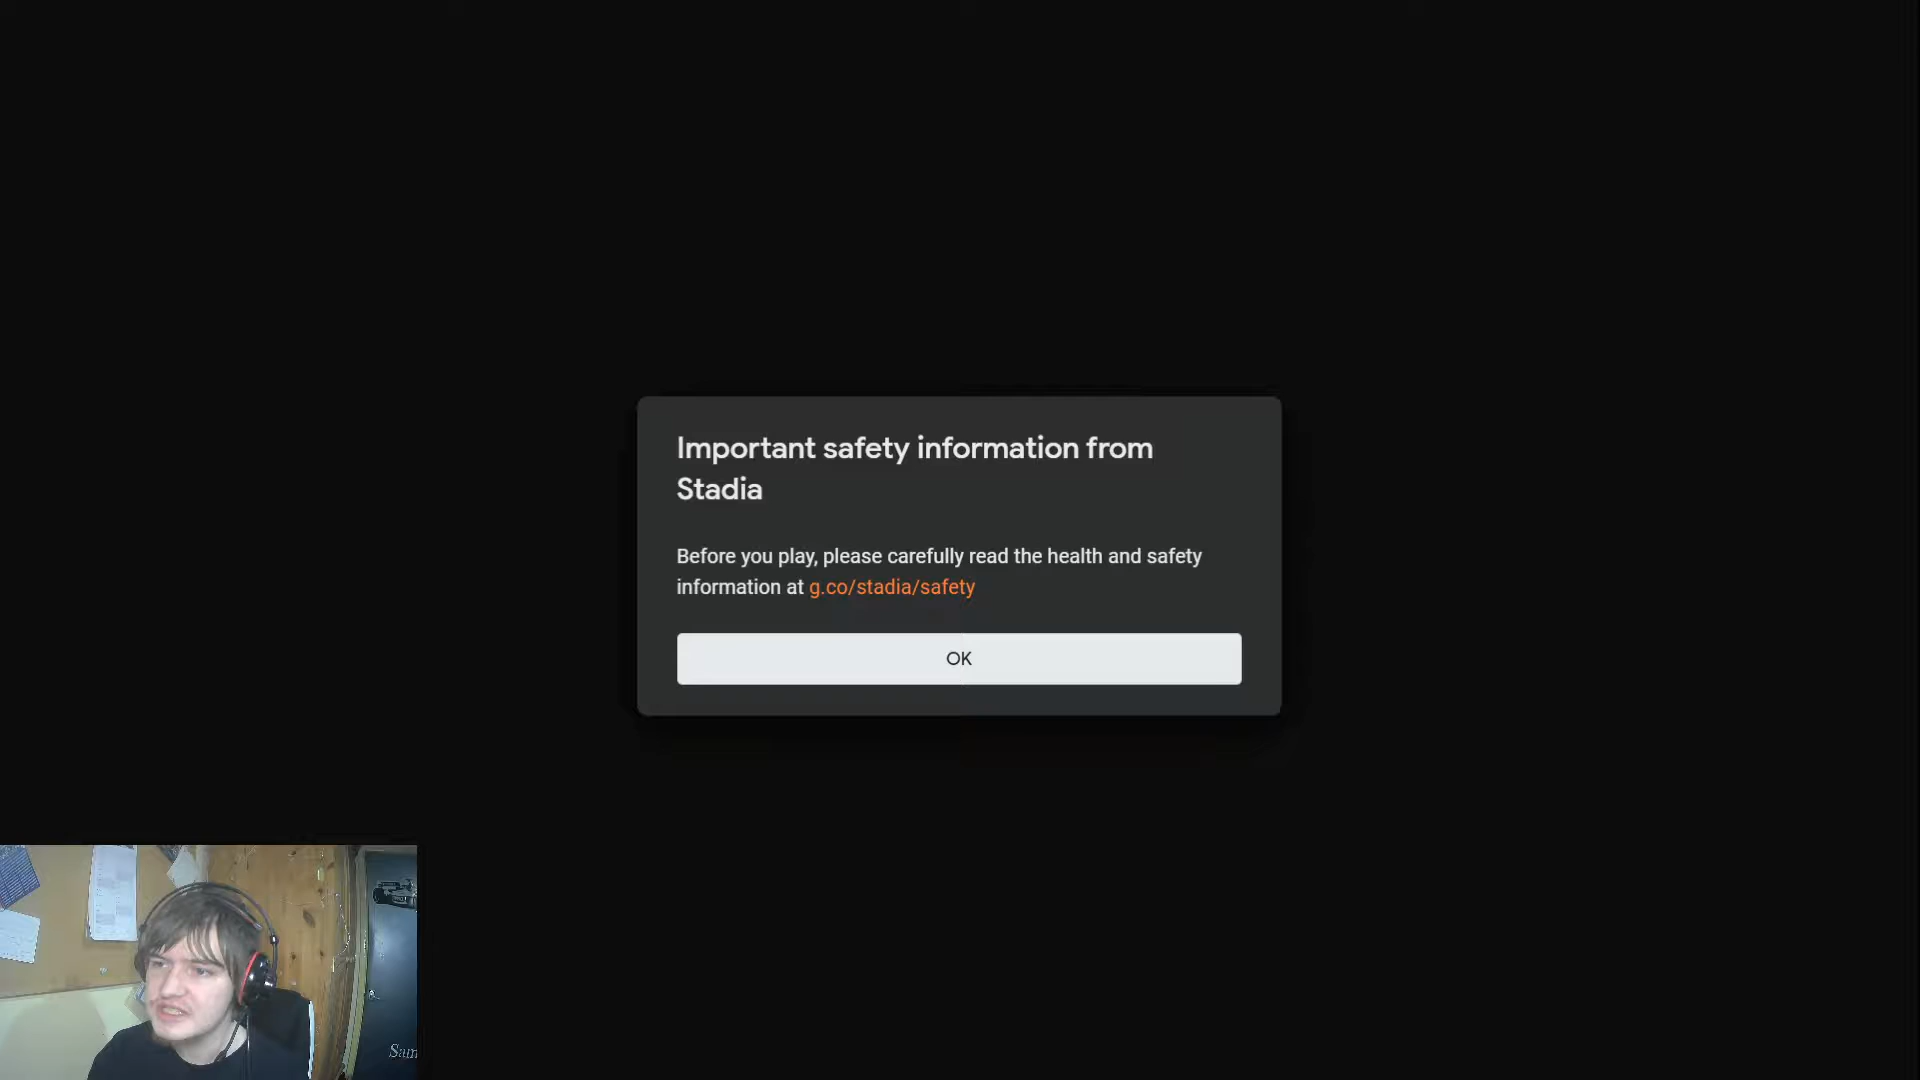 Important safety information from
Stadia
Before you play, please carefully read the health and safety
information at g.co/stadia/safety
OK
Sam